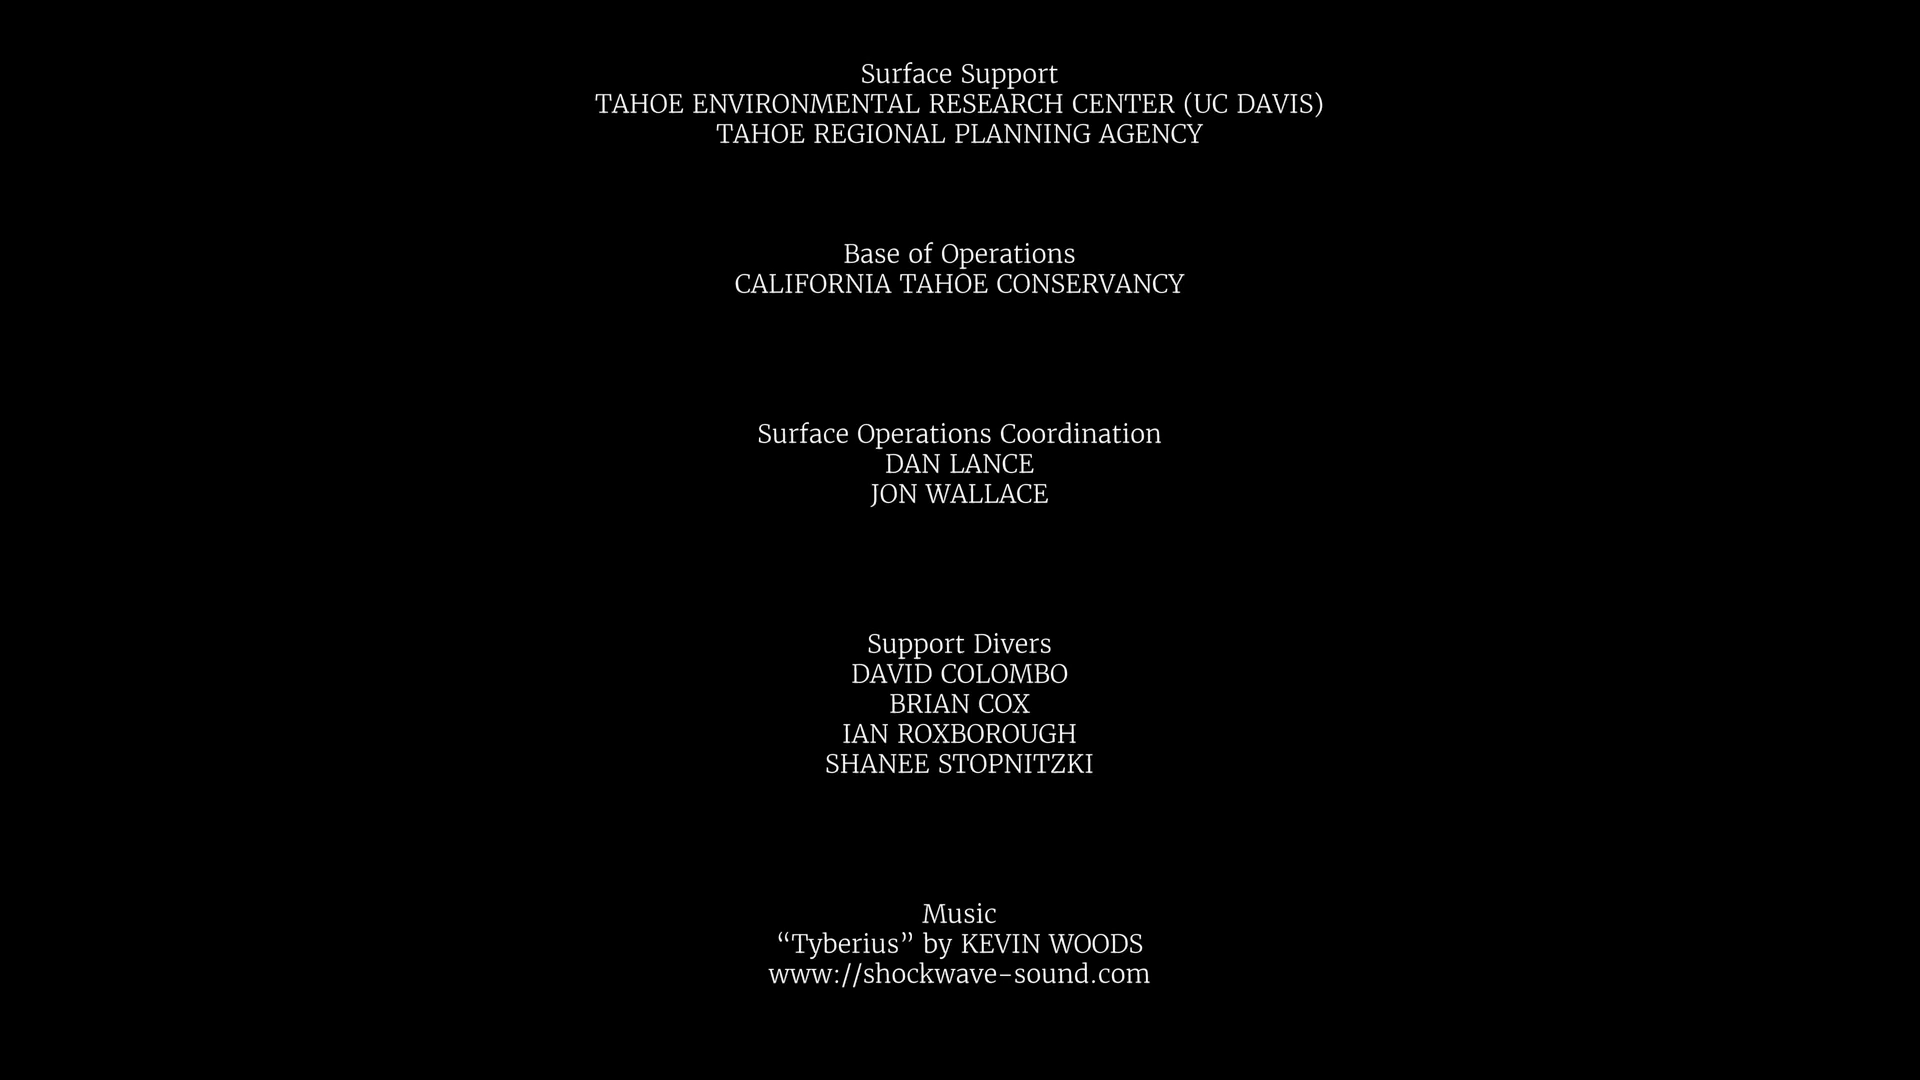 Surface Support
TAHOE ENVIRONMENTAL RESEARCH CENTER (UC DAVIS)
TAHOE REGIONAL PLANNING AGENCY
Base of Operations
CALIFORNIA TAHOE CONSERVANCY
Surface Operations Coordination
DAN LANCE
JON WALLACE
Support Divers
DAVID COLOMBO
BRIAN COX
IAN ROXBOROUGH
SHANEE STOPNITZKI
Music
“Tyberius” by KEVIN WOODS
www://shockwave-sound.com